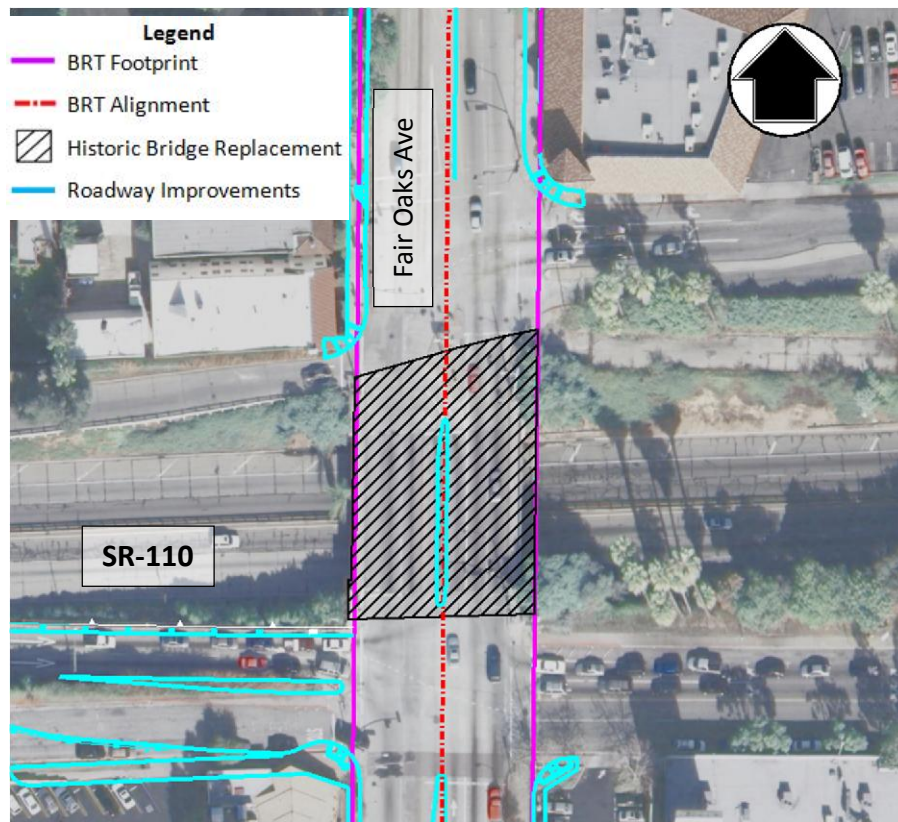 Legend
BRT Footprint
BRT Alignment
Historic Bridge Replacement
Roadway Improvements
Fair Oaks Ave
SR-110